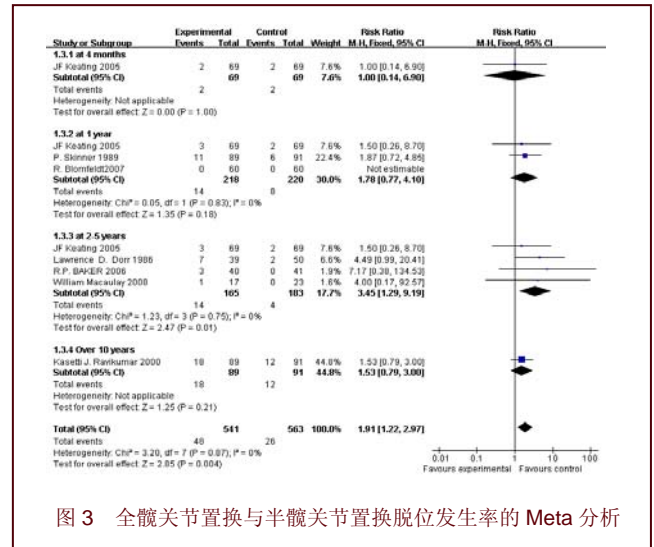 Experimental Control Risk Ratio Risk Ratio
Study or Subgroup Events Total Events Total Weight M-H, Fixed, 95% CI M-H, Fixed, 95% CI
1.3.1 at 4 months
JF Keating 2005 2 69 2 69 7.6% 1.00 [0.14, 6.90]
Subtotal (95% CI) 69 69 7.6% 1.00 [0.14, 6.90]
Total events 2 2
Heterogeneity: Not applicable
Test for overall effect: Z = 0.00 (P = 1.00)
1.3.2 at 1 year
JF Keating 2005 3 69 2 69 7.6% 1.50 [0.26, 8.70]
P. Skinner 1989 11 89 6 91 22.4% 1.87 [0.72, 4.85]
R. Blomfeldt2007 0 60 0 60 Not estimable
Subtotal (95% CI) 218 220 30.0% 1.78 [0.77, 4.10]
Total events 14 8
Heterogeneity: Chi² = 0.05, df = 1 (P = 0.83); I² = 0%
Test for overall effect: Z = 1.35 (P = 0.18)
1.3.3 at 2-5 years
JF Keating 2005 3 69 2 69 7.6% 1.50 [0.26, 8.70]
Lawrence D. Dorr 1986 7 39 2 50 6.6% 4.49 [0.99, 20.41]
R.P. BAKER 2006 3 40 0 41 1.9% 7.17 [0.38, 134.53]
William Macaulay 2008 1 17 0 23 1.6% 4.00 [0.17, 92.57]
Subtotal (95% CI) 165 183 17.7% 3.45 [1.29, 9.19]
Total events 14 4
Heterogeneity: Chi² = 1.23, df = 3 (P = 0.75); I² = 0%
Test for overall effect: Z = 2.47 (P = 0.01)
1.3.4 Over 10 years
Kasetti J. Ravikumar 2000 18 89 12 91 44.8% 1.53 [0.79, 3.00]
Subtotal (95% CI) 89 91 44.8% 1.53 [0.79, 3.00]
Total events 18 12
Heterogeneity: Not applicable
Test for overall effect: Z = 1.25 (P = 0.21)
Total (95% CI) 541 563 100.0% 1.91 [1.22, 2.97]
Total events 48 26
Heterogeneity: Chi² = 3.20, df = 7 (P = 0.87); I² = 0%
Test for overall effect: Z = 2.85 (P = 0.004)
0.01 0.1 1 10 100
Favours experimental Favours control
图 3 全髋关节置换与半髋关节置换脱位发生率的 Meta 分析